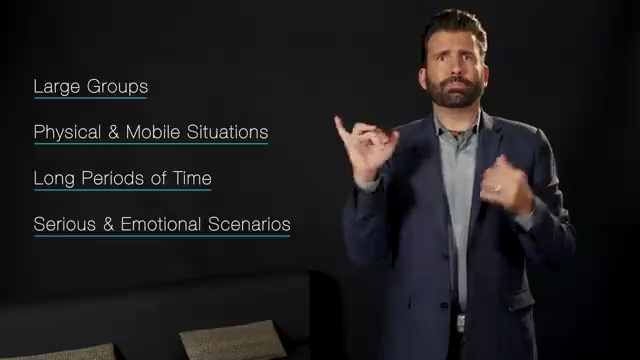 Large Groups
Physical & Mobile Situations
Long Periods of Time
Serious & Emotional Scenarios